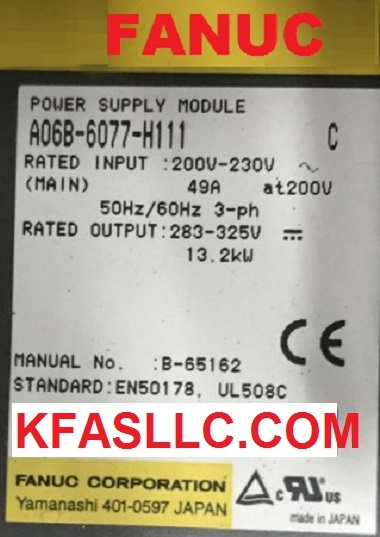 FANUC
POWER SUPPLY MODULE
A06B-6077-H111 C
RATED INPUT :200V-230V ~
(MAIN) 49A at200V
50Hz/60Hz 3-ph
RATED OUTPUT:283-325V ⎓
13.2kW
CE
MANUAL No. :B-65162
STANDARD:EN50178, UL508C
KFASLLC.COM
FANUC CORPORATION
Yamanashi 401-0597 JAPAN
c RU US
made in JAPAN